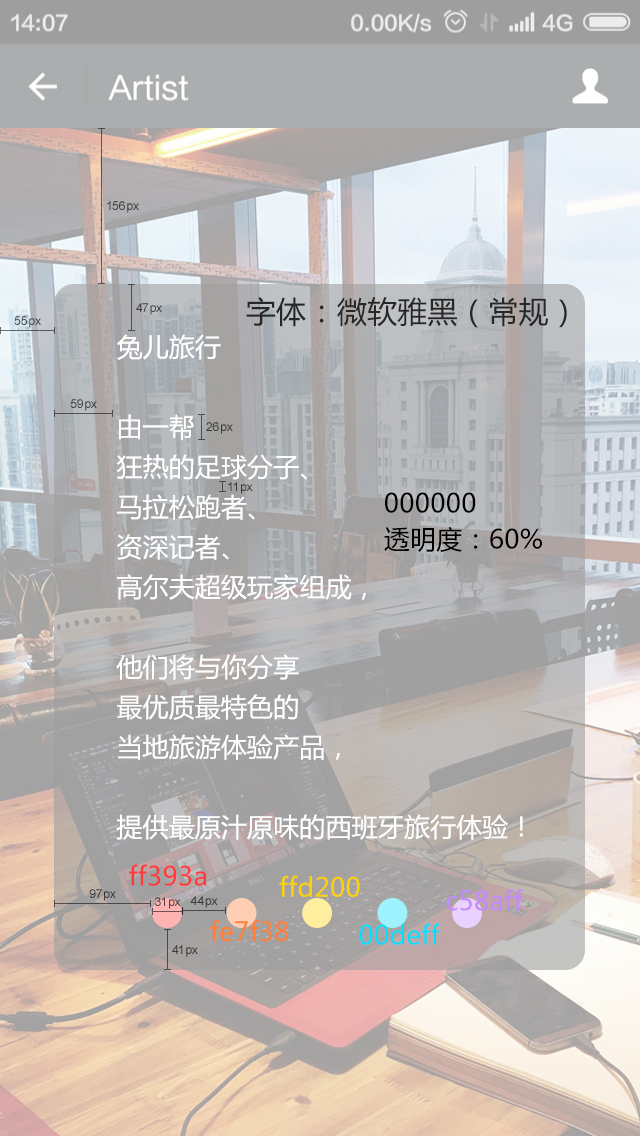 14:07 0.00K/s 4G
Artist
156px
47px
字体：微软雅黑（常规）
55px
兔儿旅行
59px
由一帮 26px
狂热的足球分子、
11px
马拉松跑者、
000000
资深记者、
透明度：60%
高尔夫超级玩家组成，
他们将与你分享
最优质最特色的
当地旅游体验产品，
提供最原汁原味的西班牙旅行体验！
ff393a
ffd200
97px
31px
44px
c58aff
fe7f38
00deff
41px